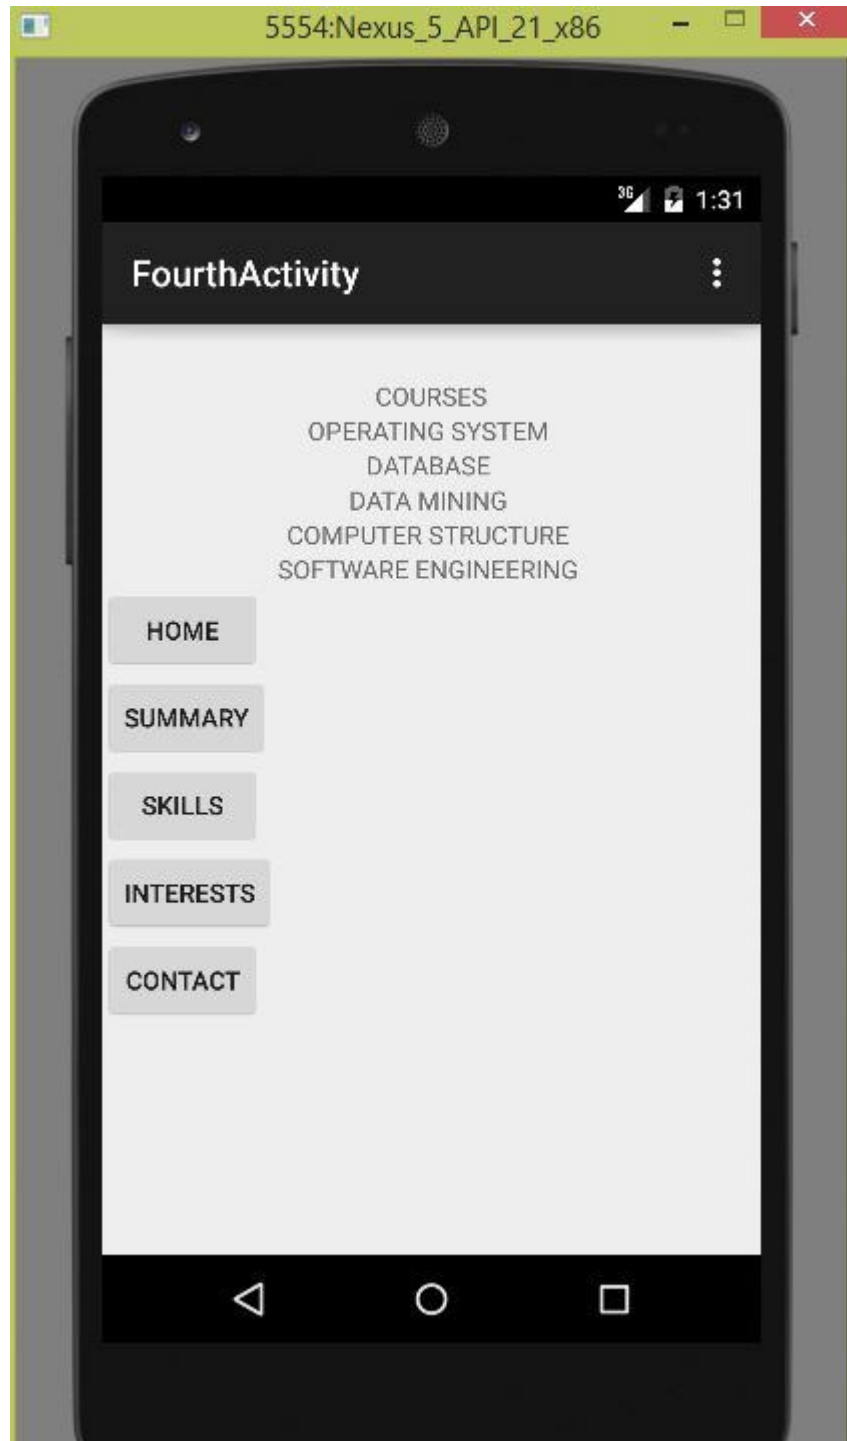 5554:Nexus_5_API_21_x86
3G 1:31
FourthActivity
COURSES
OPERATING SYSTEM
DATABASE
DATA MINING
COMPUTER STRUCTURE
SOFTWARE ENGINEERING
HOME
SUMMARY
SKILLS
INTERESTS
CONTACT